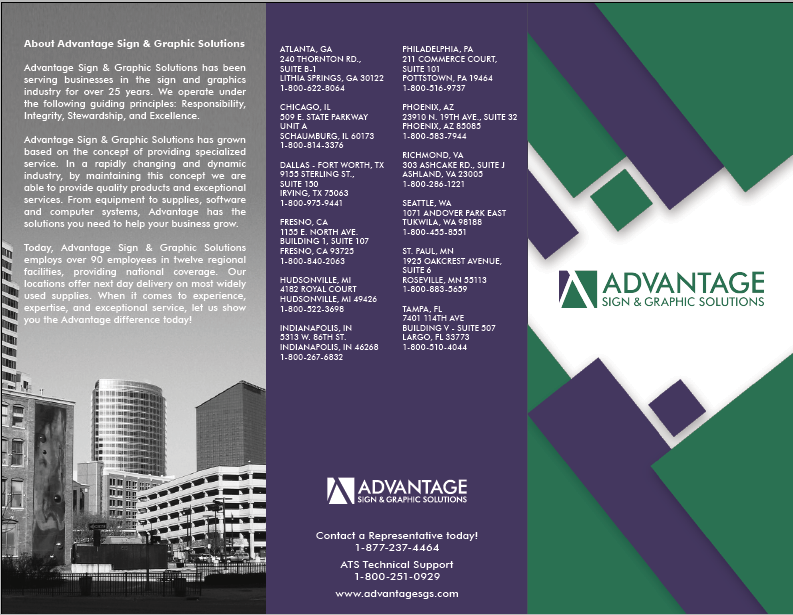 About Advantage Sign & Graphic Solutions
Advantage Sign & Graphic Solutions has been
serving businesses in the sign and graphics
industry for over 25 years. We operate under
the following guiding principles: Responsibility,
Integrity, Stewardship, and Excellence.
Advantage Sign & Graphic Solutions has grown
based on the concept of providing specialized
service. In a rapidly changing and dynamic
industry, by maintaining this concept we are
able to provide quality products and exceptional
services. From equipment to supplies, software
and computer systems, Advantage has the
solutions you need to help your business grow.
Today, Advantage Sign & Graphic Solutions
employs over 90 employees in twelve regional
facilities, providing national coverage. Our
locations offer next day delivery on most widely
used supplies. When it comes to experience,
expertise, and exceptional service, let us show
you the Advantage difference today!
ATLANTA, GA
240 THORNTON RD.,
SUITE B-1
LITHIA SPRINGS, GA 30122
1-800-622-8064
CHICAGO, IL
509 E. STATE PARKWAY
UNIT A
SCHAUMBURG, IL 60173
1-800-814-3376
DALLAS - FORT WORTH, TX
9155 STERLING ST.,
SUITE 150
IRVING, TX 75063
1-800-975-9441
FRESNO, CA
1155 E. NORTH AVE.
BUILDING 1, SUITE 107
FRESNO, CA 93725
1-800-840-2063
HUDSONVILLE, MI
4182 ROYAL COURT
HUDSONVILLE, MI 49426
1-800-522-3698
INDIANAPOLIS, IN
5313 W. 86TH ST.
INDIANAPOLIS, IN 46268
1-800-267-6832
PHILADELPHIA, PA
211 COMMERCE COURT,
SUITE 101
POTTSTOWN, PA 19464
1-800-516-9737
PHOENIX, AZ
23910 N. 19TH AVE., SUITE 32
PHOENIX, AZ 85085
1-800-583-7944
RICHMOND, VA
303 ASHCAKE RD., SUITE J
ASHLAND, VA 23005
1-800-286-1221
SEATTLE, WA
1071 ANDOVER PARK EAST
TUKWILA, WA 98188
1-800-455-8551
ST. PAUL, MN
1925 OAKCREST AVENUE,
SUITE 6
ROSEVILLE, MN 55113
1-800-883-5659
TAMPA, FL
7401 114TH AVE
BUILDING V - SUITE 507
LARGO, FL 33773
1-800-510-4044
ADVANTAGE
SIGN & GRAPHIC SOLUTIONS
Contact a Representative today!
1-877-237-4464
ATS Technical Support
1-800-251-0929
www.advantagesgs.com
ADVANTAGE
SIGN & GRAPHIC SOLUTIONS